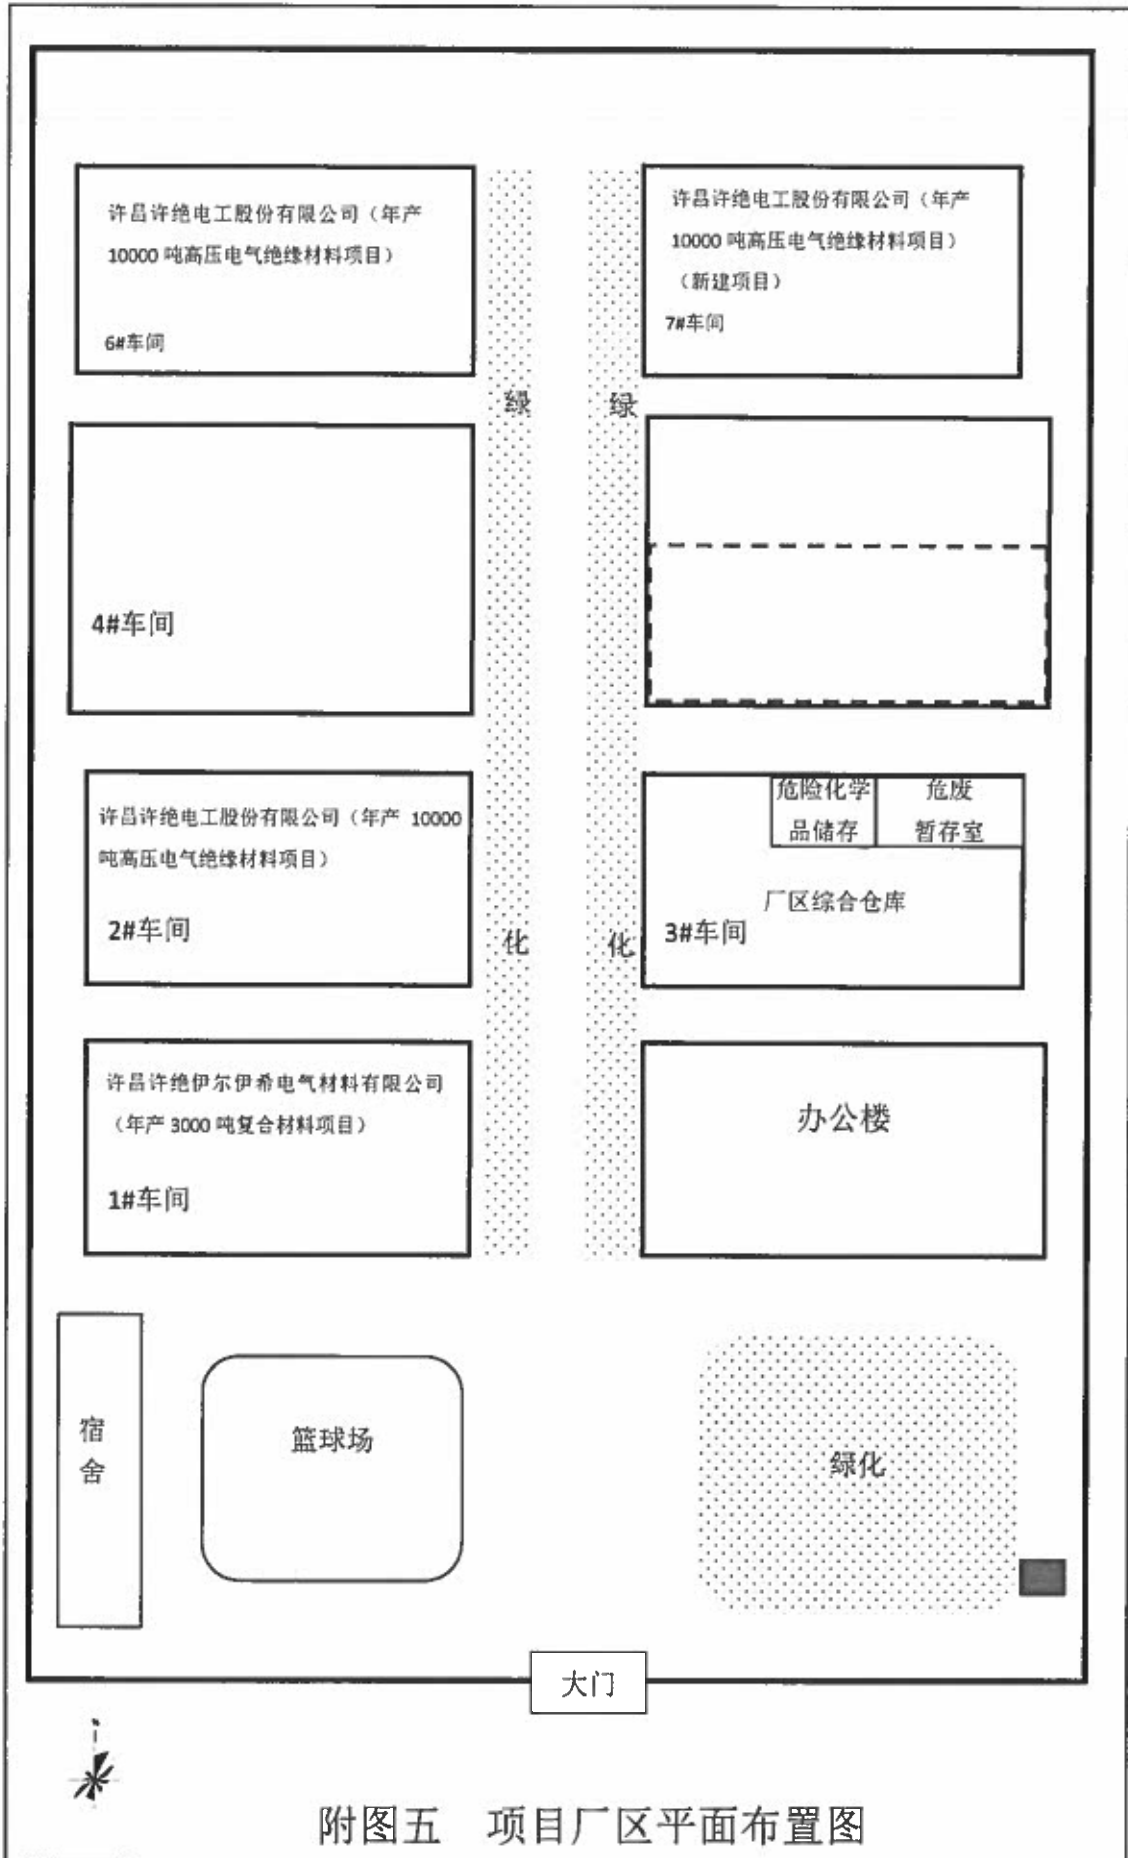 许昌许绝电工股份有限公司（年产
10000 吨高压电气绝缘材料项目）
6#车间
许昌许绝电工股份有限公司（年产
10000 吨高压电气绝缘材料项目）
（新建项目）
7#车间
绿
绿
4#车间
许昌许绝电工股份有限公司（年产 10000
吨高压电气绝缘材料项目）
2#车间
化
化
危险化学
品储存
危废
暂存室
厂区综合仓库
3#车间
许昌许绝伊尔伊希电气材料有限公司
（年产 3000 吨复合材料项目）
1#车间
办公楼
宿
舍
篮球场
绿化
大门
附图五 项目厂区平面布置图